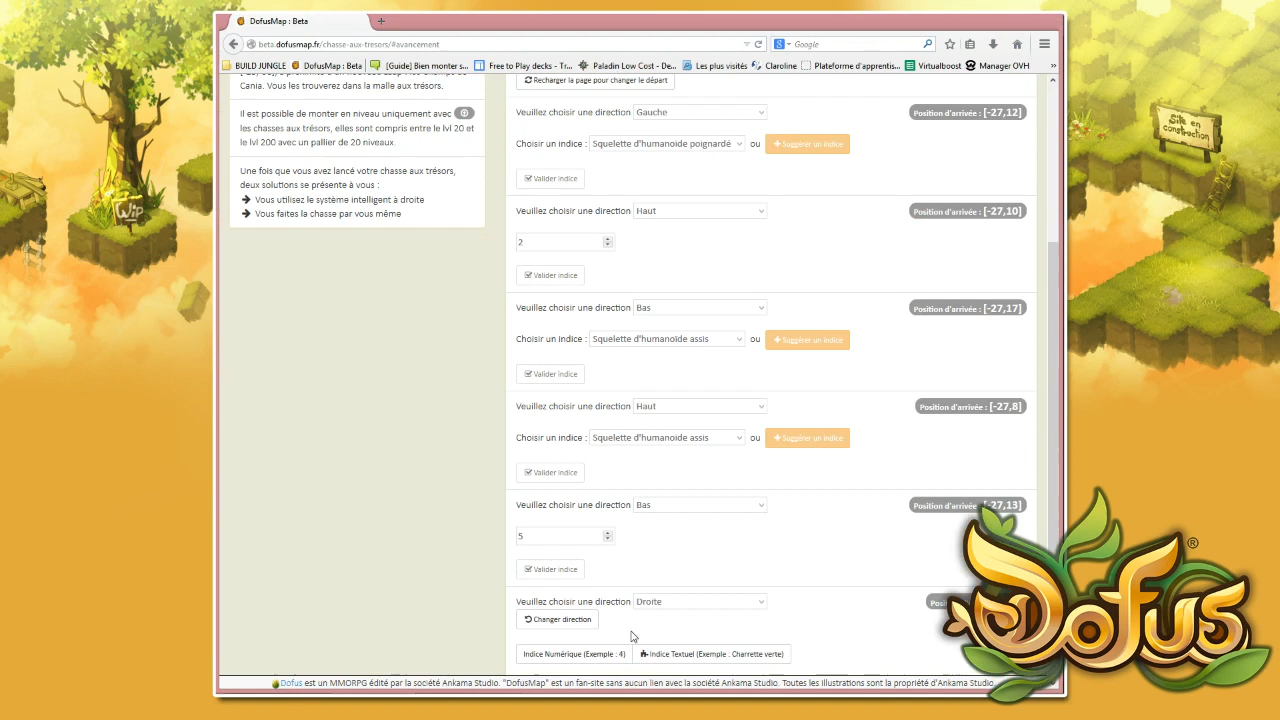 DofusMap : Beta
beta.dofusmap.fr/chasse-aux-tresors/#avancement
Google
BUILD JUNGLE
DofusMap : Beta
[Guide] Bien monter s...
Free to Play decks - Tr...
Paladin Low Cost - De...
Les plus visités
Claroline
Plateforme d'apprentis...
Virtualboost
Manager OVH
Cania. Vous les trouverez dans la malle aux trésors.
Il est possible de monter en niveau uniquement avec
les chasses aux trésors, elles sont compris entre le lvl 20 et
le lvl 200 avec un pallier de 20 niveaux.
Une fois que vous avez lancé votre chasse aux trésors,
deux solutions se présente à vous :
Vous utilisez le système intelligent à droite
Vous faites la chasse par vous même
Recharger la page pour changer le départ
Veuillez choisir une direction Gauche
Position d'arrivée : [-27,12]
Choisir un indice : Squelette d'humanoïde poignardé ou Suggérer un indice
Valider indice
Veuillez choisir une direction Haut
Position d'arrivée : [-27,10]
2
Valider indice
Veuillez choisir une direction Bas
Position d'arrivée : [-27,17]
Choisir un indice : Squelette d'humanoïde assis ou Suggérer un indice
Valider indice
Veuillez choisir une direction Haut
Position d'arrivée : [-27,8]
Choisir un indice : Squelette d'humanoïde assis ou Suggérer un indice
Valider indice
Veuillez choisir une direction Bas
Position d'arrivée : [-27,13]
5
Valider indice
Veuillez choisir une direction Droite
Changer direction
Indice Numérique (Exemple : 4)
Indice Textuel (Exemple : Charrette verte)
Dofus est un MMORPG édité par la société Ankama Studio. "DofusMap" est un fan-site sans aucun lien avec la société Ankama Studio. Toutes les illustrations sont la propriété d'Ankama Studio.
Wip
Site en
construction
Dofus
®